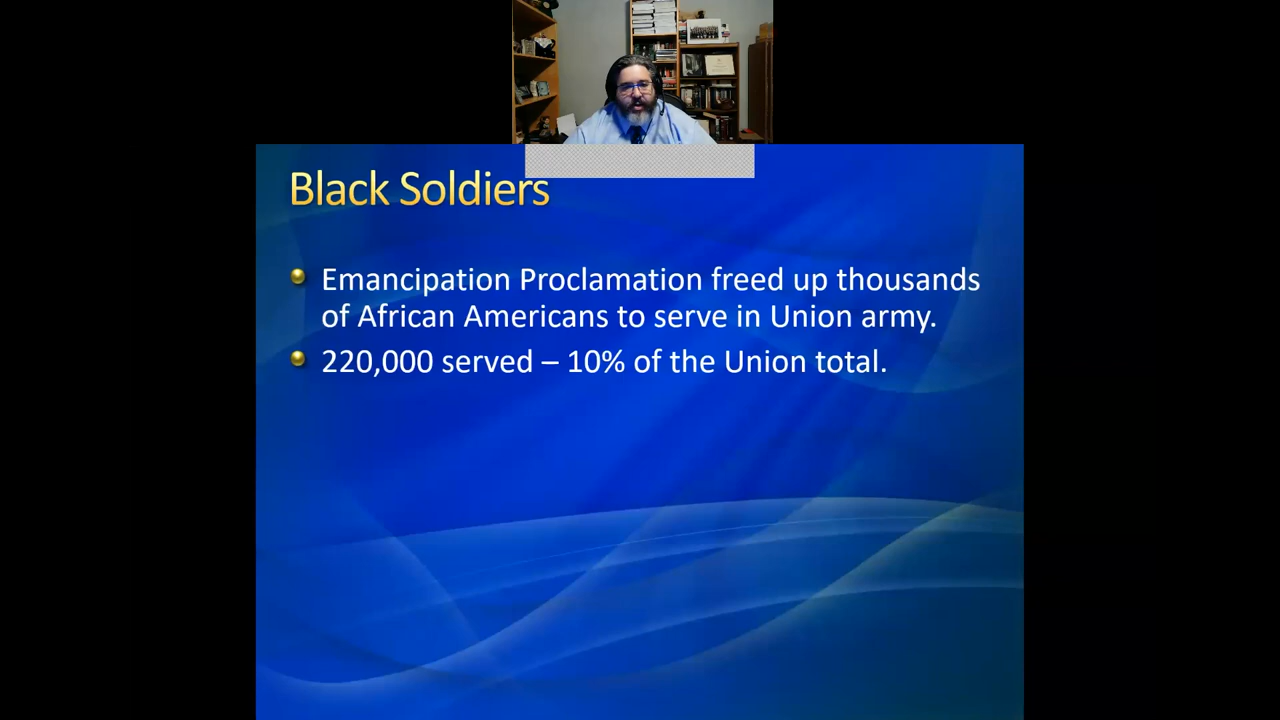 Black Soldiers
Emancipation Proclamation freed up thousands
of African Americans to serve in Union army.
220,000 served – 10% of the Union total.